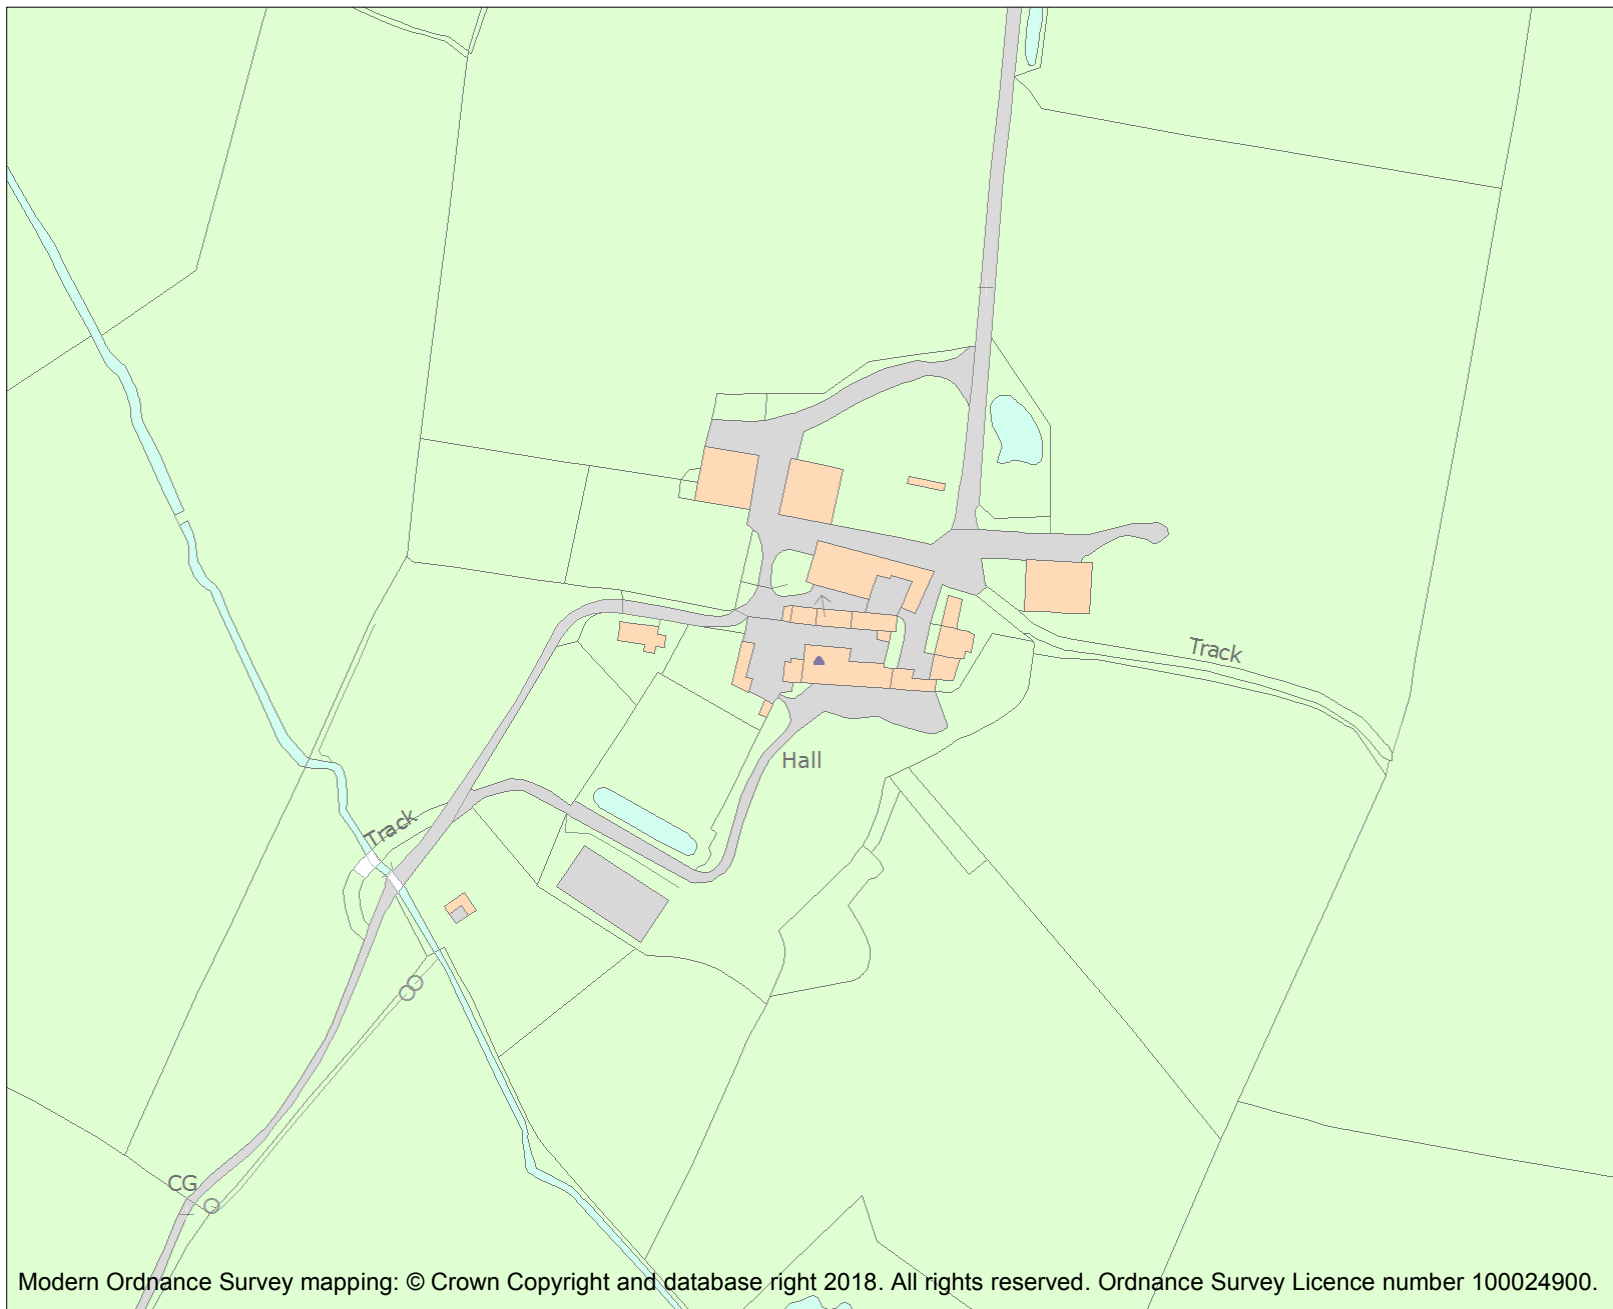 Track
Hall
Track
CG
Modern Ordnance Survey mapping: © Crown Copyright and database right 2018. All rights reserved. Ordnance Survey Licence number 100024900.